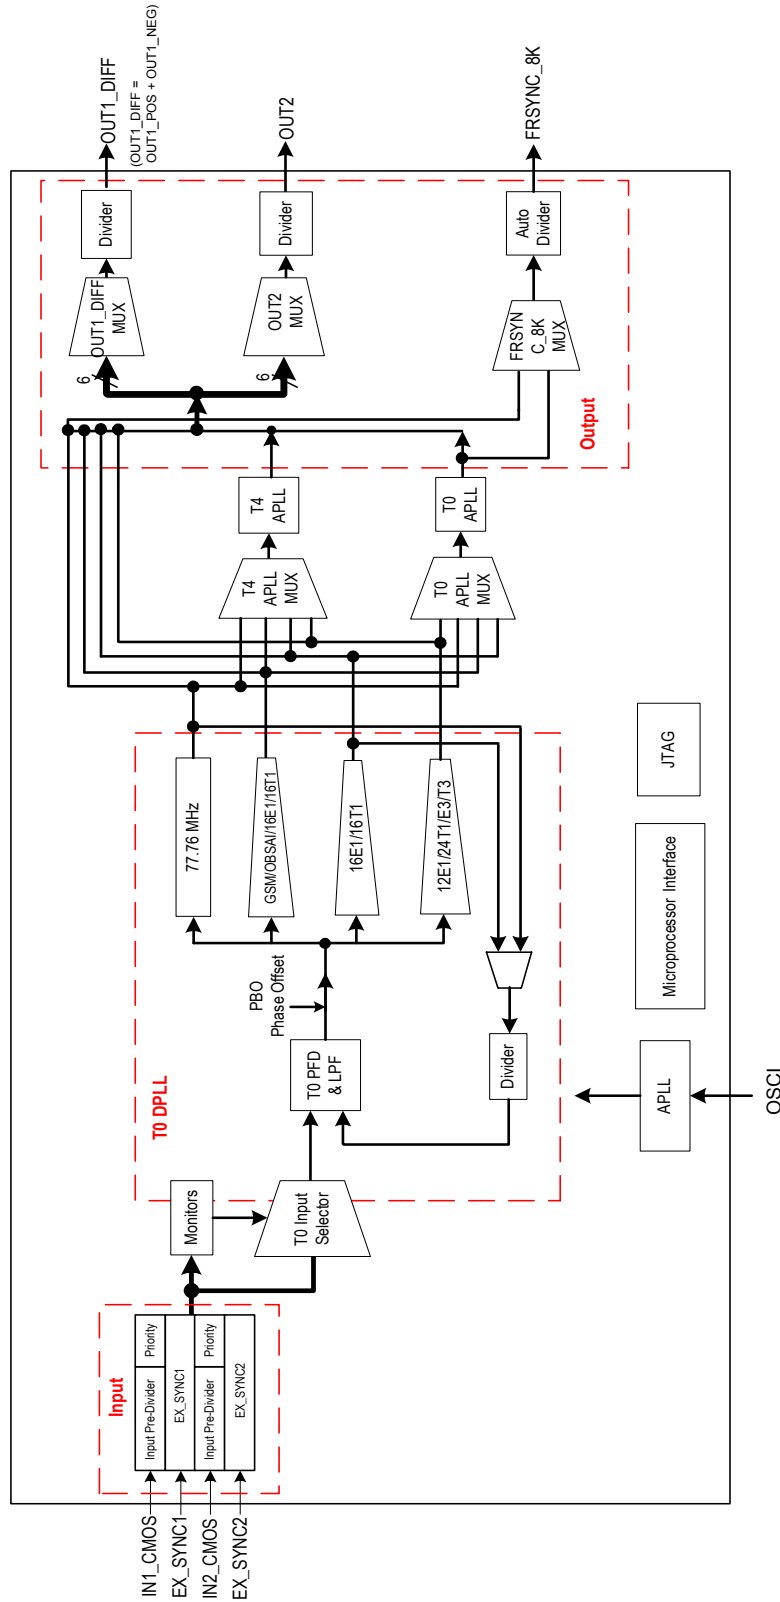 IN1_CMOS
EX_SYNC1
IN2_CMOS
EX_SYNC2
Input
Input Pre-Divider
Priority
EX_SYNC1
Input Pre-Divider
Priority
EX_SYNC2
Monitors
T0 Input
Selector
T0 DPLL
T0 PFD
& LPF
PBO
Phase Offset
Divider
77.76 MHz
GSM/OBSAI/16E1/16T1
16E1/16T1
12E1/24T1/E3/T3
T4
APLL
MUX
T0
APLL
MUX
T4
APLL
T0
APLL
Output
6
OUT1_DIFF
MUX
6
OUT2
MUX
FRSYN
C_8K
MUX
Divider
Divider
Auto
Divider
OUT1_DIFF
(OUT1_DIFF =
OUT1_POS + OUT1_NEG)
OUT2
FRSYNC_8K
OSCI
APLL
Microprocessor Interface
JTAG